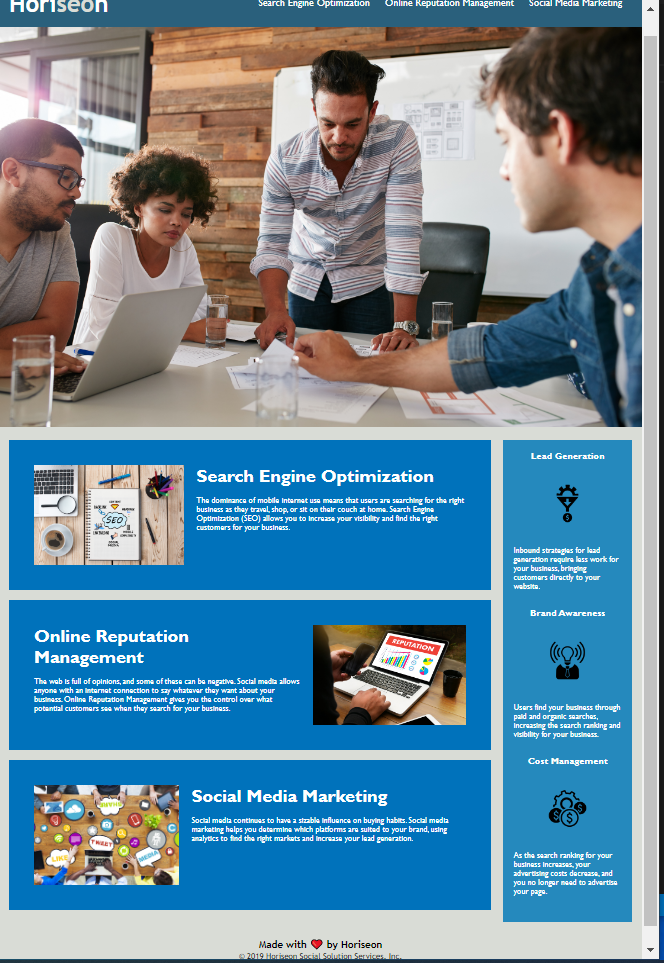 Horiseon
Search Engine Optimization Online Reputation Management Social Media Marketing
SEO
Search Engine Optimization
The dominance of mobile internet use means that users are searching for the right
business as they travel, shop, or sit on their couch at home. Search Engine
Optimization (SEO) allows you to increase your visibility and find the right
customers for your business.
Online Reputation
Management
The web is full of opinions, and some of these can be negative. Social media allows
anyone with an internet connection to say whatever they want about your
business. Online Reputation Management gives you the control over what
potential customers see when they search for your business.
REPUTATION
LIKE
TWEET
MEDIA
Social Media Marketing
Social media continues to have a sizable influence on buying habits. Social media
marketing helps you determine which platforms are suited to your brand, using
analytics to find the right markets and increase your lead generation.
Lead Generation
Inbound strategies for lead
generation require less work for
your business, bringing
customers directly to your
website.
Brand Awareness
Users find your business through
paid and organic searches,
increasing the search ranking and
visibility for your business.
Cost Management
As the search ranking for your
business increases, your
advertising costs decrease, and
you no longer need to advertise
your page.
Made with ❤️ by Horiseon
© 2019 Horiseon Social Solution Services, Inc.